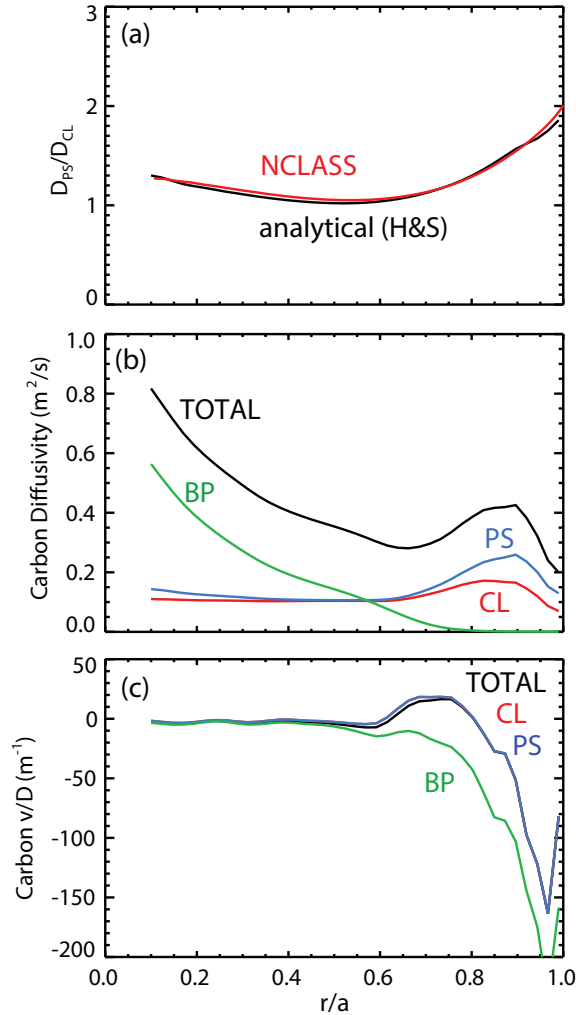 (a)
3
2
1
0
D_PS/D_CL
NCLASS
analytical (H&S)
(b)
1.0
0.8
0.6
0.4
0.2
0.0
Carbon Diffusivity (m²/s)
TOTAL
BP
PS
CL
(c)
50
0
-50
-100
-150
-200
Carbon v/D (m⁻¹)
TOTAL
CL
PS
BP
0.0 0.2 0.4 0.6 0.8 1.0
r/a